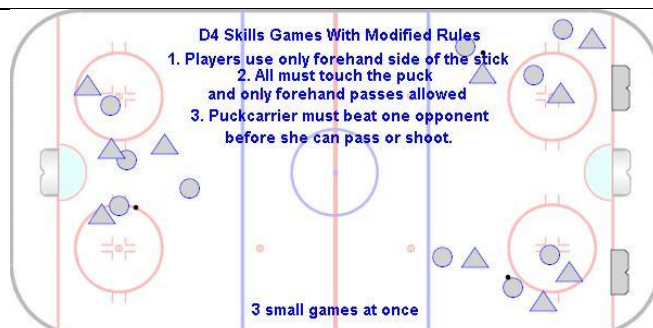 D4 Skills Games With Modified Rules
1. Players use only forehand side of the stick
2. All must touch the puck
and only forehand passes allowed
3. Puckcarrier must beat one opponent
before she can pass or shoot.
3 small games at once